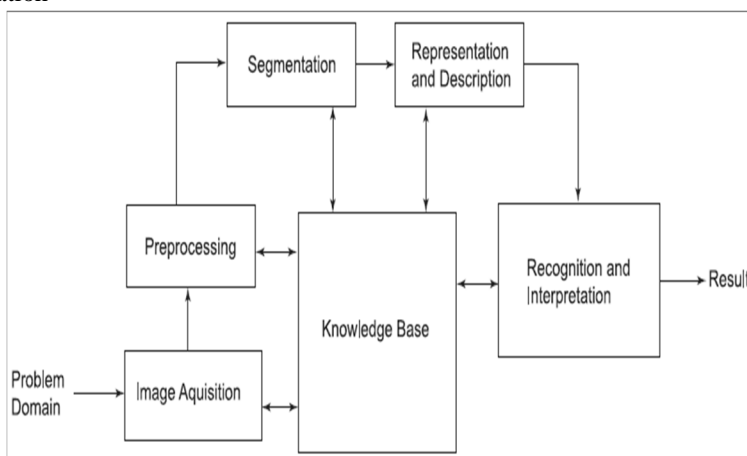 Segmentation
Representation
and Description
Preprocessing
Knowledge Base
Recognition and
Interpretation
Result
Problem
Domain
Image Aquisition